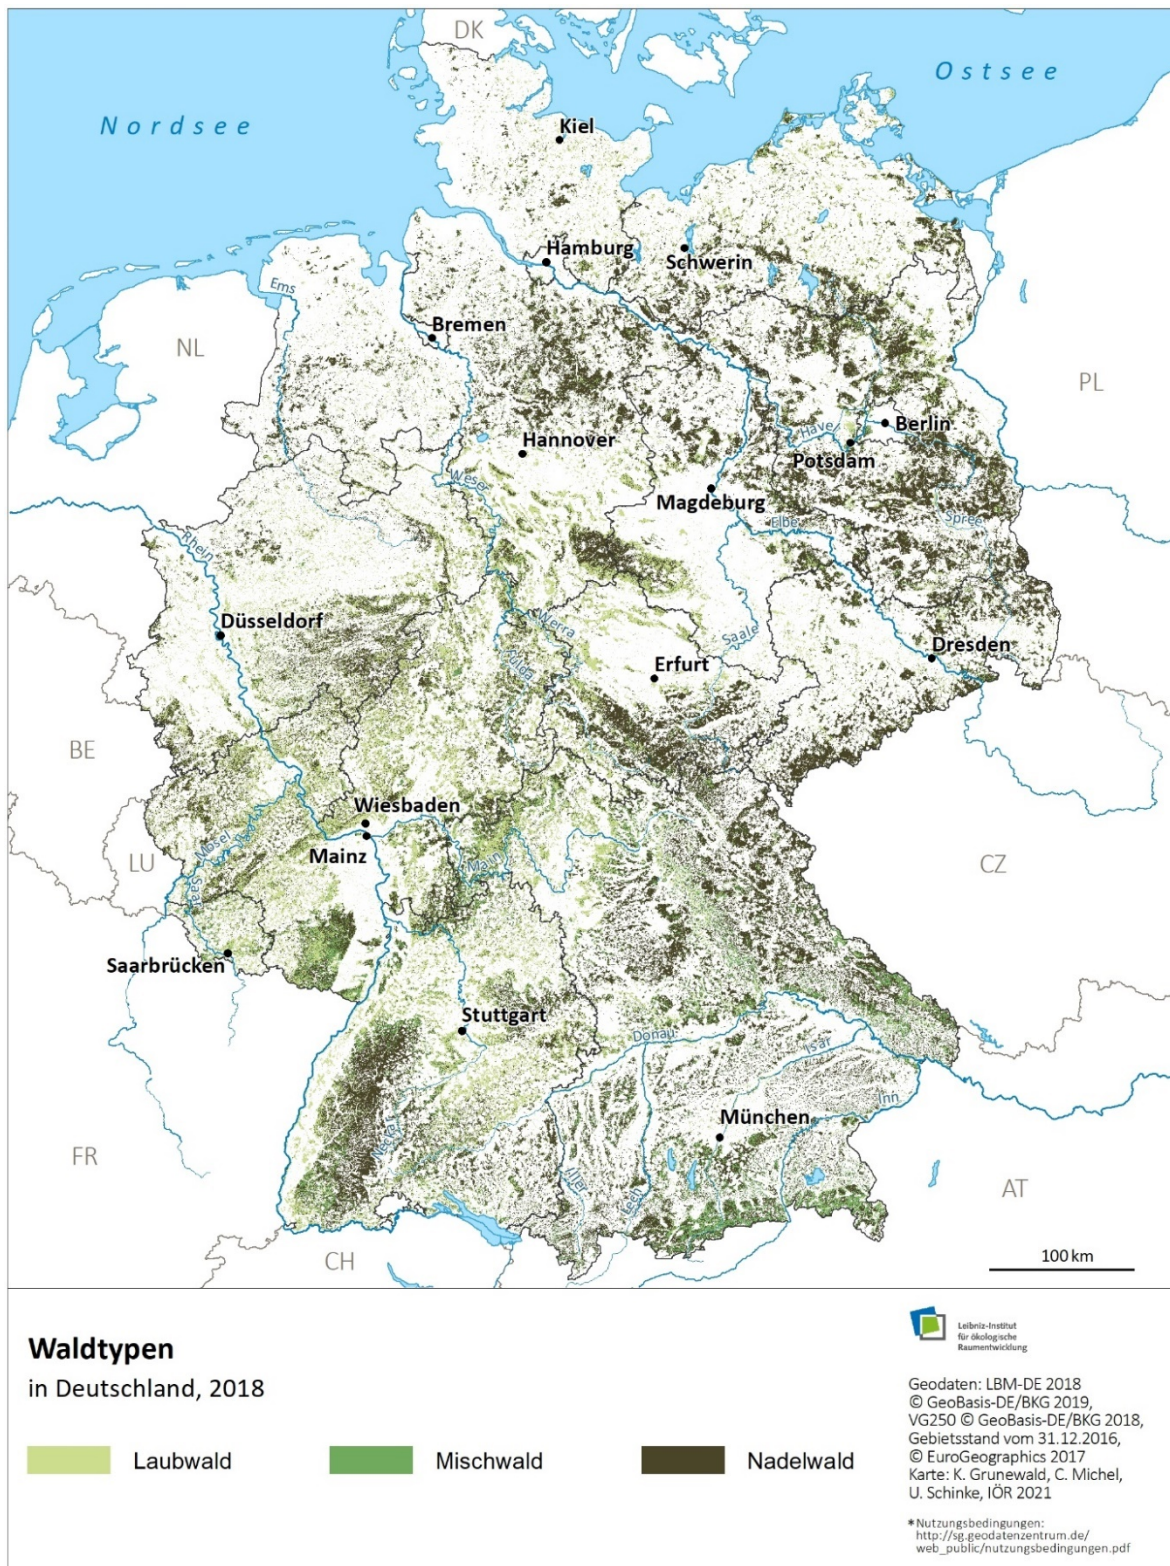 DK
Ostsee
Nordsee
Kiel
Hamburg
Schwerin
Ems
Bremen
NL
PL
Havel
Berlin
Hannover
Potsdam
Weser
Magdeburg
Elbe
Spree
Rhein
Düsseldorf
Werra
Saale
Dresden
Fulda
Erfurt
BE
Wiesbaden
Mosel
Mainz
Main
LU
CZ
Saar
Saarbrücken
Stuttgart
Donau
Isar
Inn
München
Neckar
FR
Iller
Lech
AT
CH
100 km
Waldtypen
in Deutschland, 2018
Laubwald
Mischwald
Nadelwald
Leibniz-Institut
für ökologische
Raumentwicklung
Geodaten: LBM-DE 2018
© GeoBasis-DE/BKG 2019,
VG250 © GeoBasis-DE/BKG 2018,
Gebietsstand vom 31.12.2016,
© EuroGeographics 2017
Karte: K. Grunewald, C. Michel,
U. Schinke, IÖR 2021
*Nutzungsbedingungen:
http://sg.geodatenzentrum.de/
web_public/nutzungsbedingungen.pdf